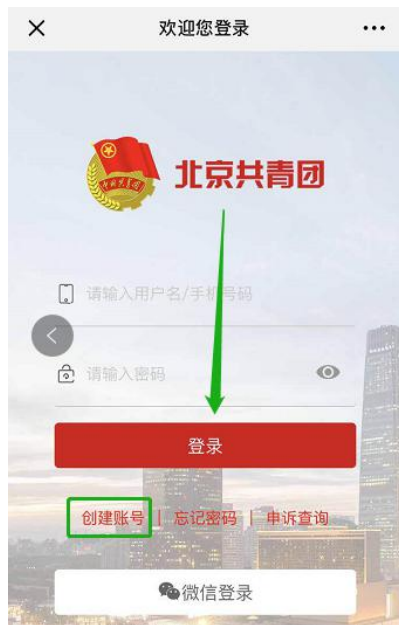 欢迎您登录
北京共青团
请输入用户名/手机号码
请输入密码
登录
创建账号 | 忘记密码 | 申诉查询
微信登录